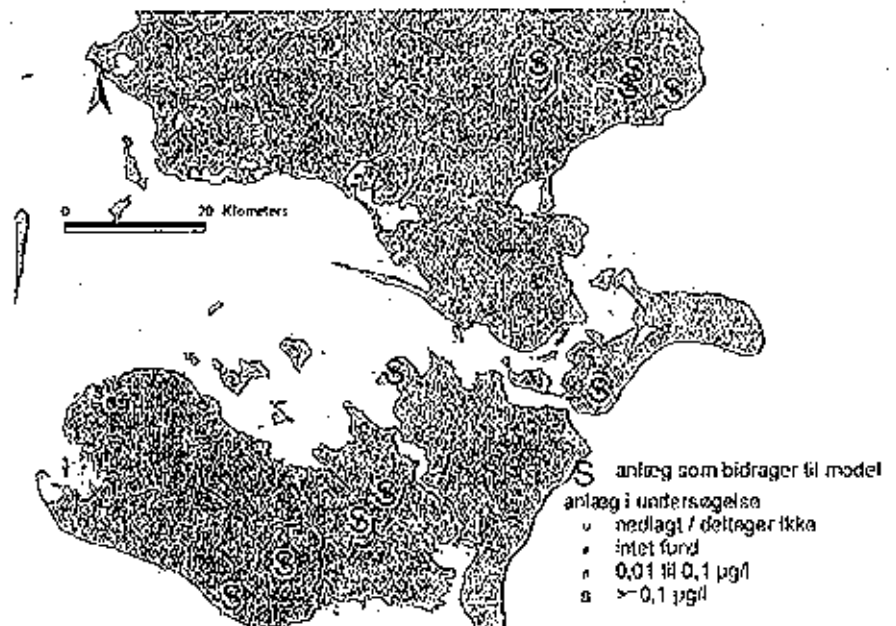 0 20 Kilometers
S anlæg som bidrager til model
anlæg i undersøgelse
nedlagt / deltager ikke
intet fund
0,01 til 0,1 µg/l
>=0,1 µg/l